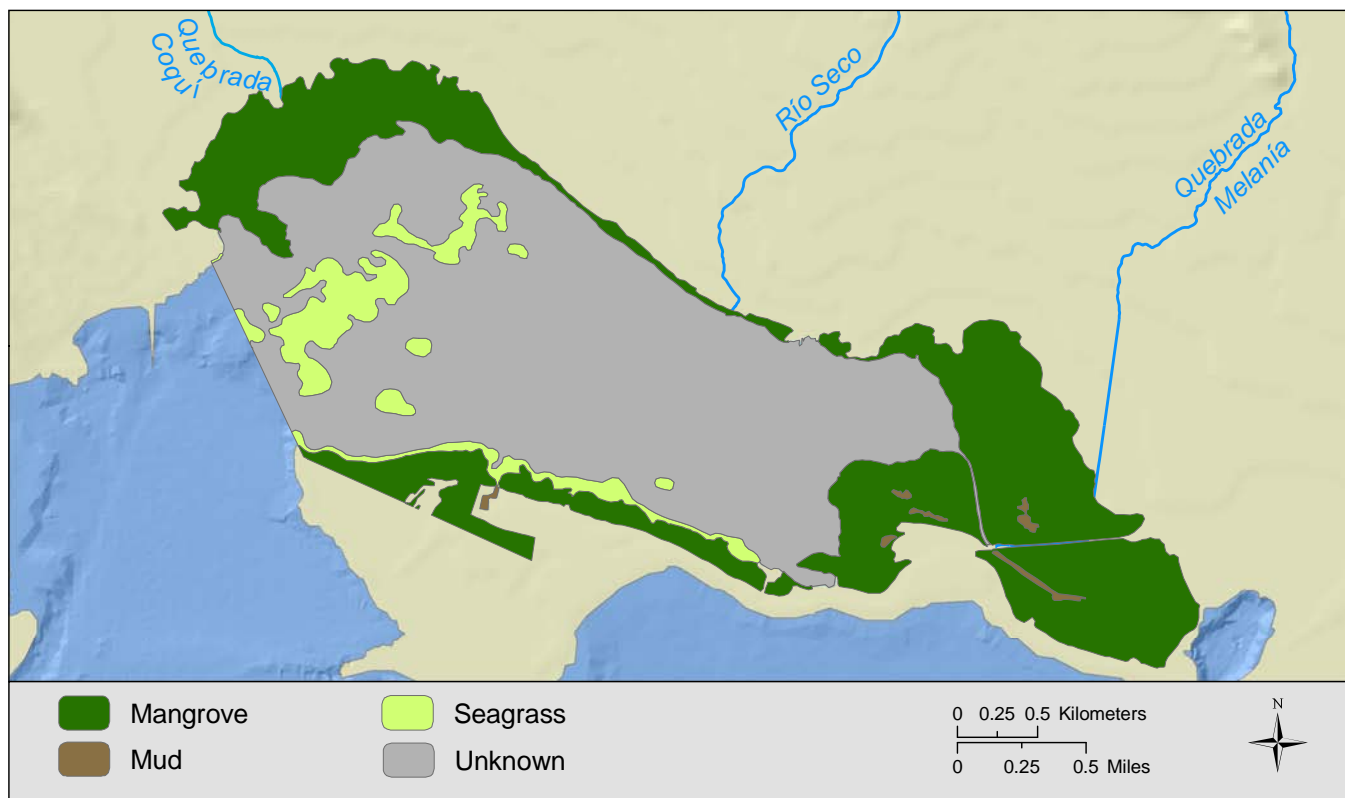 Quebrada
Coquí
Río Seco
Quebrada
Melanía
Mangrove
Mud
Seagrass
Unknown
0 0.25 0.5 Kilometers
0 0.25 0.5 Miles
N